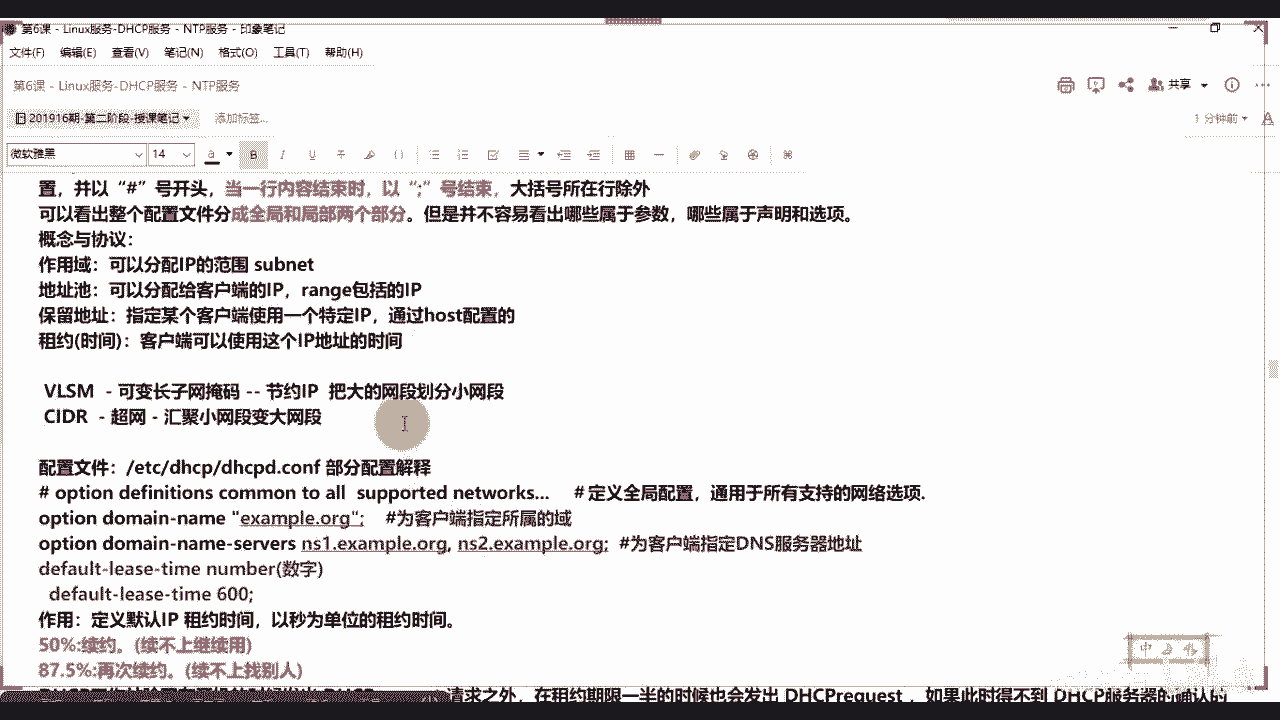 第6课 - Linux服务-DHCP服务 - NTP服务 - 印象笔记
文件(F) 编辑(E) 查看(V) 笔记(N) 格式(O) 工具(T) 帮助(H)
第6课 - Linux服务-DHCP服务 - NTP服务
共享
201916期-第二阶段-授课笔记
添加标签...
1 分钟前
微软雅黑 14
置，并以“#”号开头，当一行内容结束时，以“;”号结束，大括号所在行除外
可以看出整个配置文件分成全局和局部两个部分。但是并不容易看出哪些属于参数，哪些属于声明和选项。
概念与协议：
作用域：可以分配IP的范围 subnet
地址池：可以分配给客户端的IP，range包括的IP
保留地址：指定某个客户端使用一个特定IP，通过host配置的
租约(时间)：客户端可以使用这个IP地址的时间
VLSM - 可变长子网掩码 -- 节约IP 把大的网段划分小网段
CIDR - 超网 - 汇聚小网段变大网段
配置文件：/etc/dhcp/dhcpd.conf 部分配置解释
# option definitions common to all supported networks... #定义全局配置，通用于所有支持的网络选项.
option domain-name "example.org"; #为客户端指定所属的域
option domain-name-servers ns1.example.org, ns2.example.org; #为客户端指定DNS服务器地址
default-lease-time number(数字)
default-lease-time 600;
作用：定义默认IP 租约时间，以秒为单位的租约时间。
50%:续约。(续不上继续用)
87.5%:再次续约。(续不上找别人)
请求之外，在租约期限一半的时候也会发出 DHCPrequest ，如果此时得不到 DHCP服务器的确认的